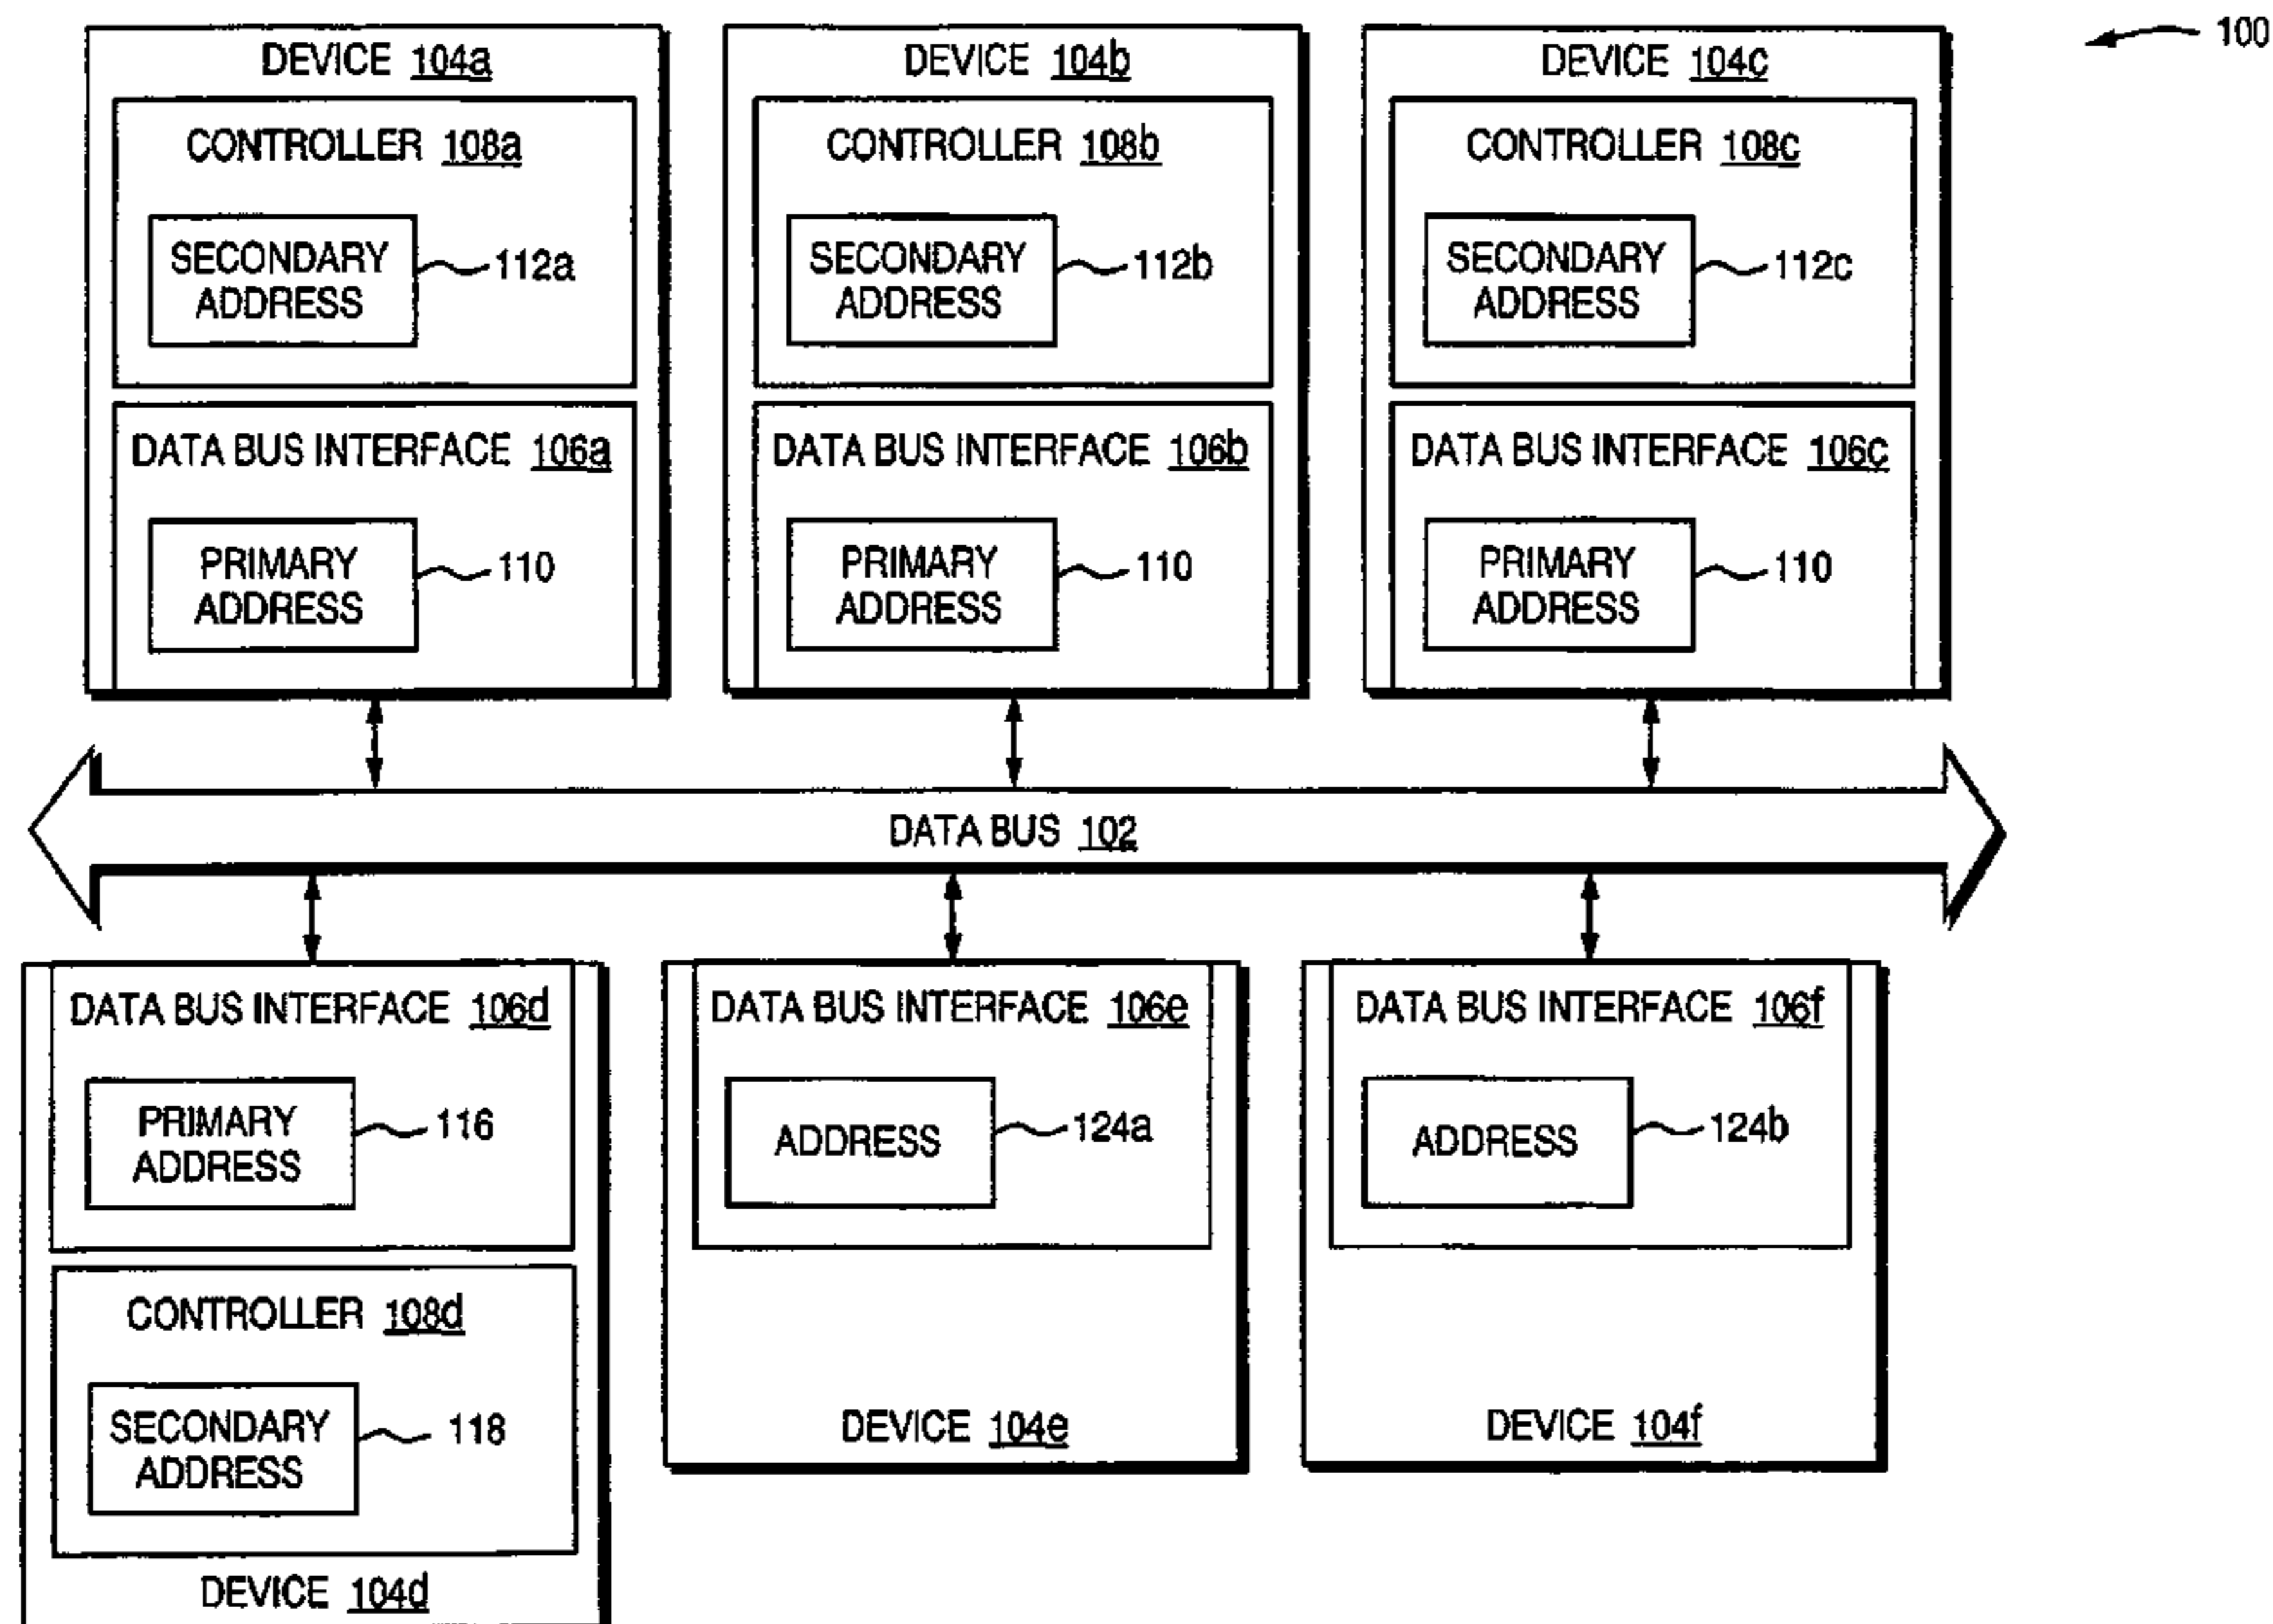 100
DEVICE 104a
CONTROLLER 108a
SECONDARY
ADDRESS
112a
DATA BUS INTERFACE 106a
PRIMARY
ADDRESS
110
DEVICE 104b
CONTROLLER 108b
SECONDARY
ADDRESS
112b
DATA BUS INTERFACE 106b
PRIMARY
ADDRESS
110
DEVICE 104c
CONTROLLER 108c
SECONDARY
ADDRESS
112c
DATA BUS INTERFACE 106c
PRIMARY
ADDRESS
110
DATA BUS 102
DATA BUS INTERFACE 106d
PRIMARY
ADDRESS
116
CONTROLLER 108d
SECONDARY
ADDRESS
118
DEVICE 104d
DATA BUS INTERFACE 106e
ADDRESS
124a
DEVICE 104e
DATA BUS INTERFACE 106f
ADDRESS
124b
DEVICE 104f